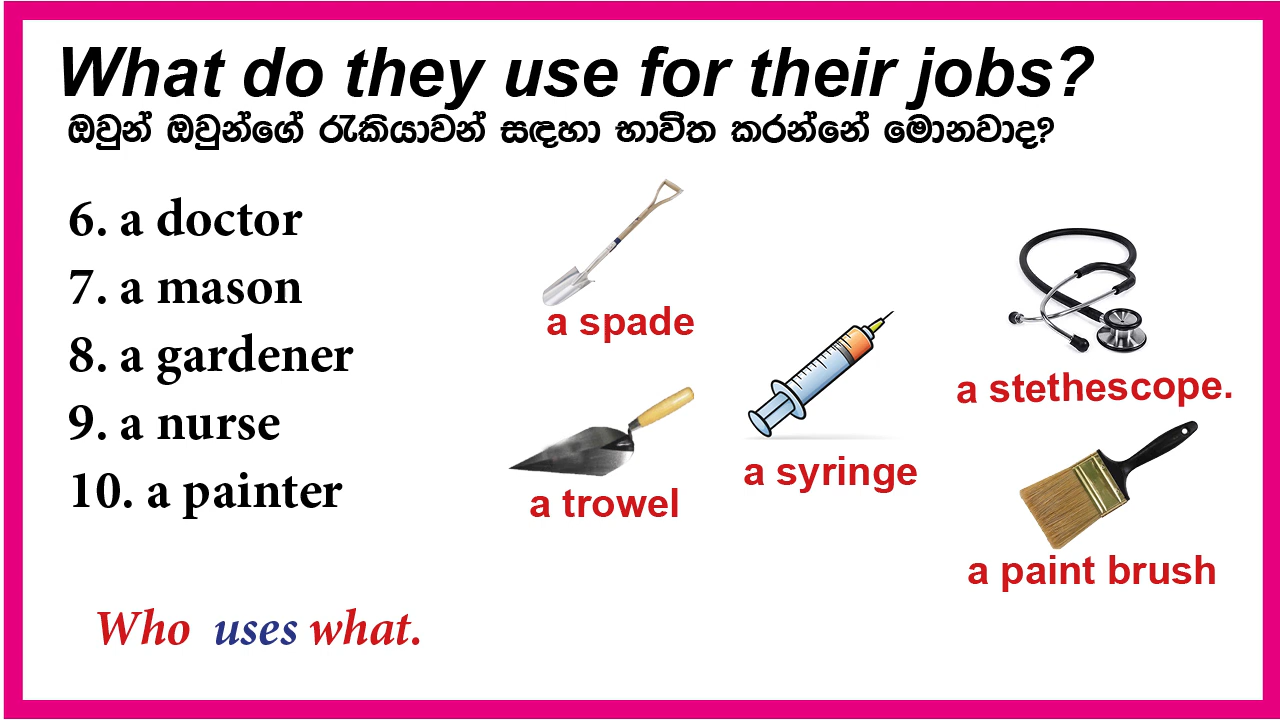 What do they use for their jobs?
ඔවුන් ඔවුන්ගේ රැකියාවන් සඳහා භාවිත කරන්නේ මොනවාද?
6. a doctor
7. a mason
8. a gardener
9. a nurse
10. a painter
a spade
a stethescope.
a syringe
a trowel
a paint brush
Who uses what.